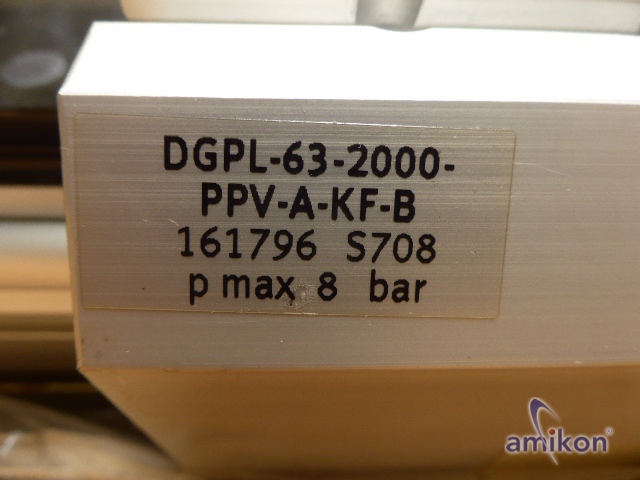 DGPL-63-2000-
PPV-A-KF-B
161796 S708
p max 8 bar
amikon®